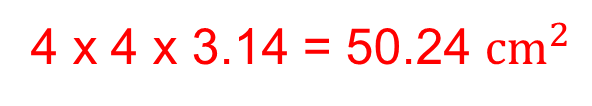 4 x 4 x 3.14 = 50.24 cm²